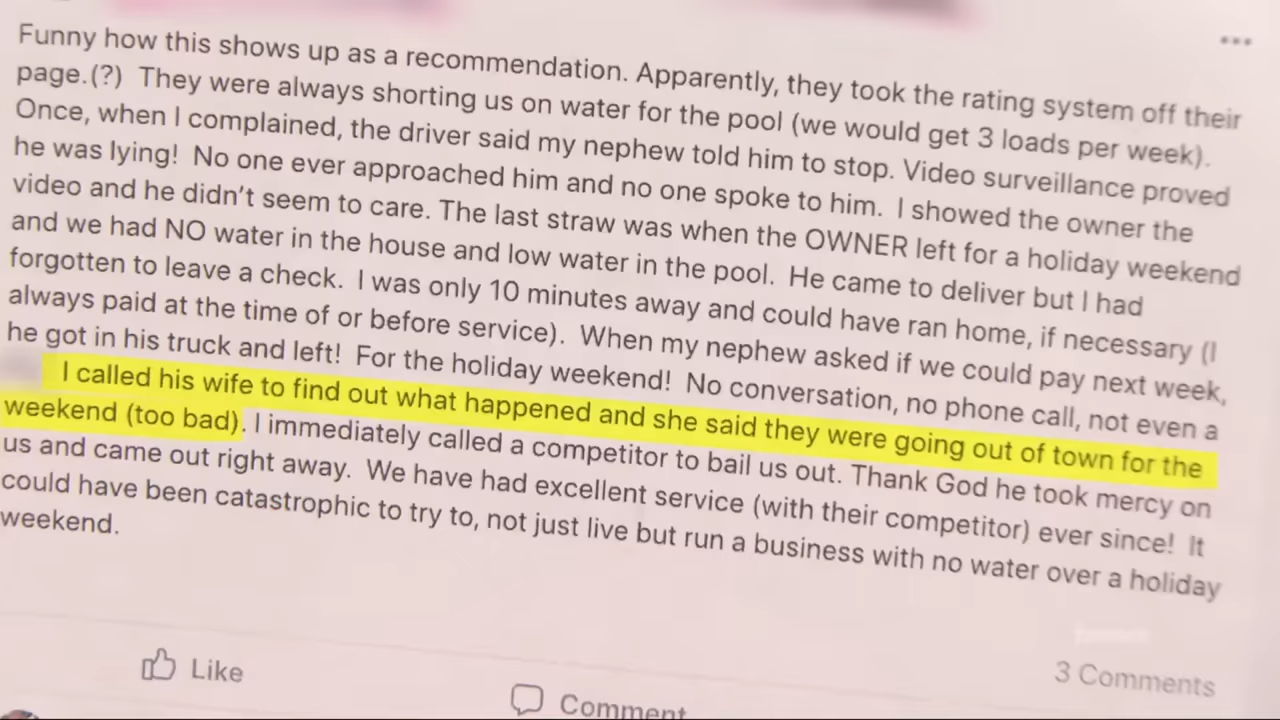 Funny how this shows up as a recommendation. Apparently, they took the rating system off their
page.(?) They were always shorting us on water for the pool (we would get 3 loads per week).
Once, when I complained, the driver said my nephew told him to stop. Video surveillance proved
he was lying! No one ever approached him and no one spoke to him. I showed the owner the
video and he didn't seem to care. The last straw was when the OWNER left for a holiday weekend
and we had NO water in the house and low water in the pool. He came to deliver but I had
forgotten to leave a check. I was only 10 minutes away and could have ran home, if necessary (I
always paid at the time of or before service). When my nephew asked if we could pay next week,
he got in his truck and left! For the holiday weekend! No conversation, no phone call, not even a
I called his wife to find out what happened and she said they were going out of town for the
weekend (too bad). I immediately called a competitor to bail us out. Thank God he took mercy on
us and came out right away. We have had excellent service (with their competitor) ever since! It
could have been catastrophic to try to, not just live but run a business with no water over a holiday
weekend.
3 Comments
Like
Comment